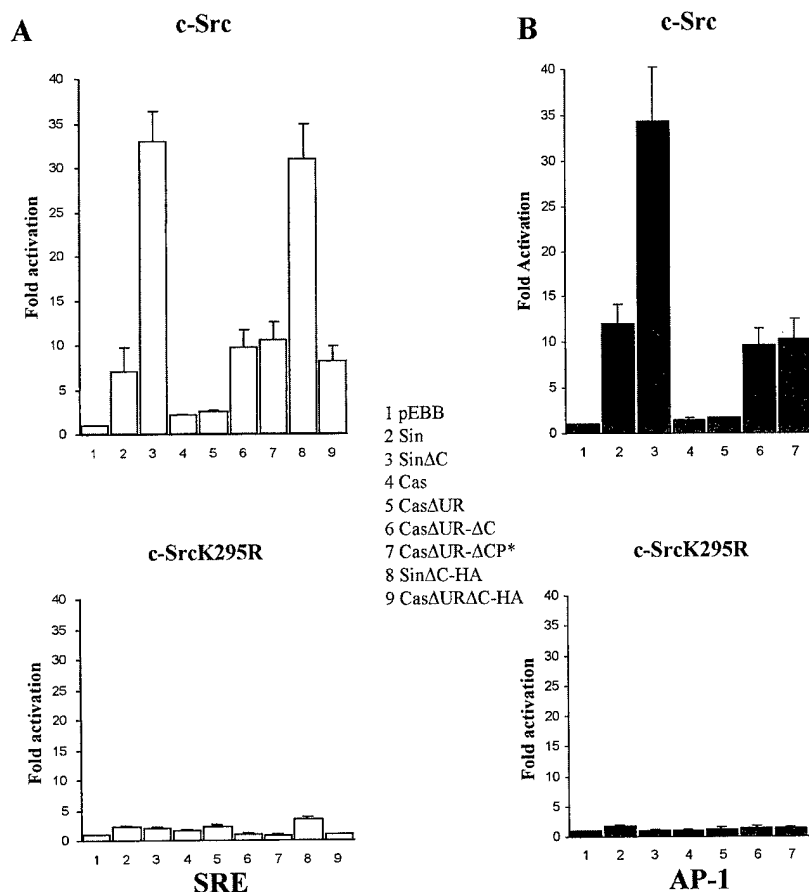 A
c-Src
Fold activation
40
35
30
25
20
15
10
5
0
1 2 3 4 5 6 7 8 9
B
c-Src
Fold Activation
40
35
30
25
20
15
10
5
0
1 2 3 4 5 6 7
1 pEBB
2 Sin
3 SinΔC
4 Cas
5 CasΔUR
6 CasΔUR-ΔC
7 CasΔUR-ΔCP*
8 SinΔC-HA
9 CasΔURΔC-HA
c-SrcK295R
Fold activation
40
35
30
25
20
15
10
5
0
1 2 3 4 5 6 7 8 9
SRE
c-SrcK295R
Fold activation
40
35
30
25
20
15
10
5
0
1 2 3 4 5 6 7
AP-1